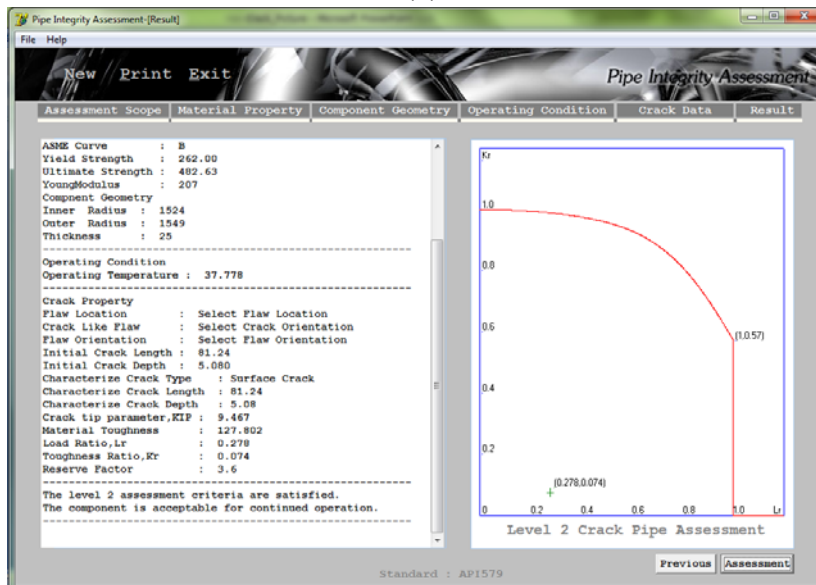 Pipe Integrity Assessment-[Result]
File Help
New Print Exit
Pipe Integrity Assessment
Assessment Scope Material Property Component Geometry Operating Condition Crack Data Result
ASME Curve : B
Yield Strength : 262.00
Ultimate Strength : 482.63
YoungModulus : 207
Compnent Geometry
Inner Radius : 1524
Outer Radius : 1549
Thickness : 25
Operating Condition
Operating Temperature : 37.778
Crack Property
Flaw Location : Select Flaw Location
Crack Like Flaw : Select Crack Orientation
Flaw Orientation : Select Flaw Orientation
Initial Crack Length : 81.24
Initial Crack Depth : 5.080
Characterize Crack Type : Surface Crack
Characterize Crack Length : 81.24
Characterize Crack Depth : 5.08
Crack tip parameter,KIP : 9.467
Material Toughness : 127.802
Load Ratio,Lr : 0.278
Toughness Ratio,Kr : 0.074
Reserve Factor : 3.6
The level 2 assessment criteria are satisfied.
The component is acceptable for continued operation.
Kr
1.0
0.8
0.6
(1,0.57)
0.4
0.2
(0.278,0.074)
0 0.2 0.4 0.6 0.8 1.0 Lr
Level 2 Crack Pipe Assessment
Previous Assessment
Standard : API579